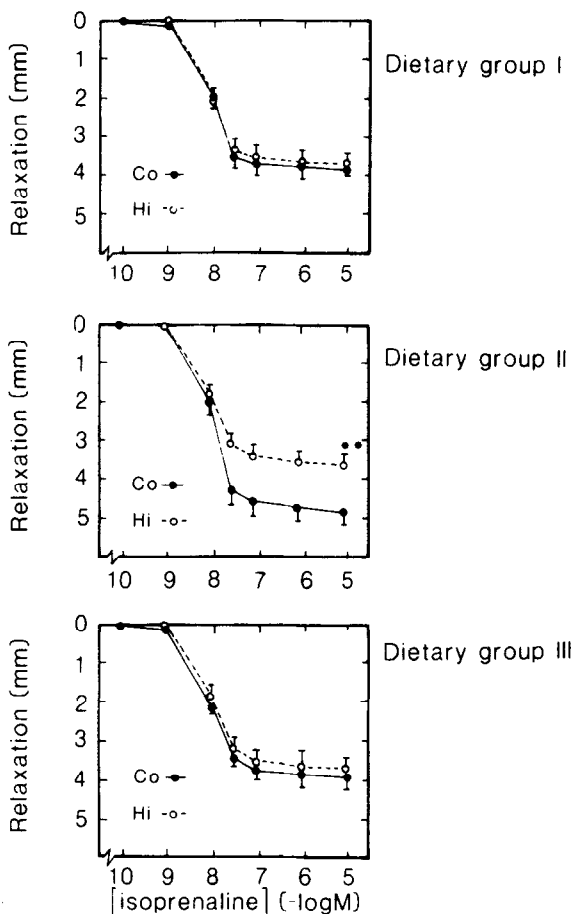 0
1
2
3
4
5
Relaxation (mm)
Dietary group I
Co
Hi
10 9 8 7 6 5
0
1
2
3
4
5
Relaxation (mm)
Dietary group II
Co
Hi
10 9 8 7 6 5
0
1
2
3
4
5
Relaxation (mm)
Dietary group III
Co
Hi
10 9 8 7 6 5
[isoprenaline] (-logM)